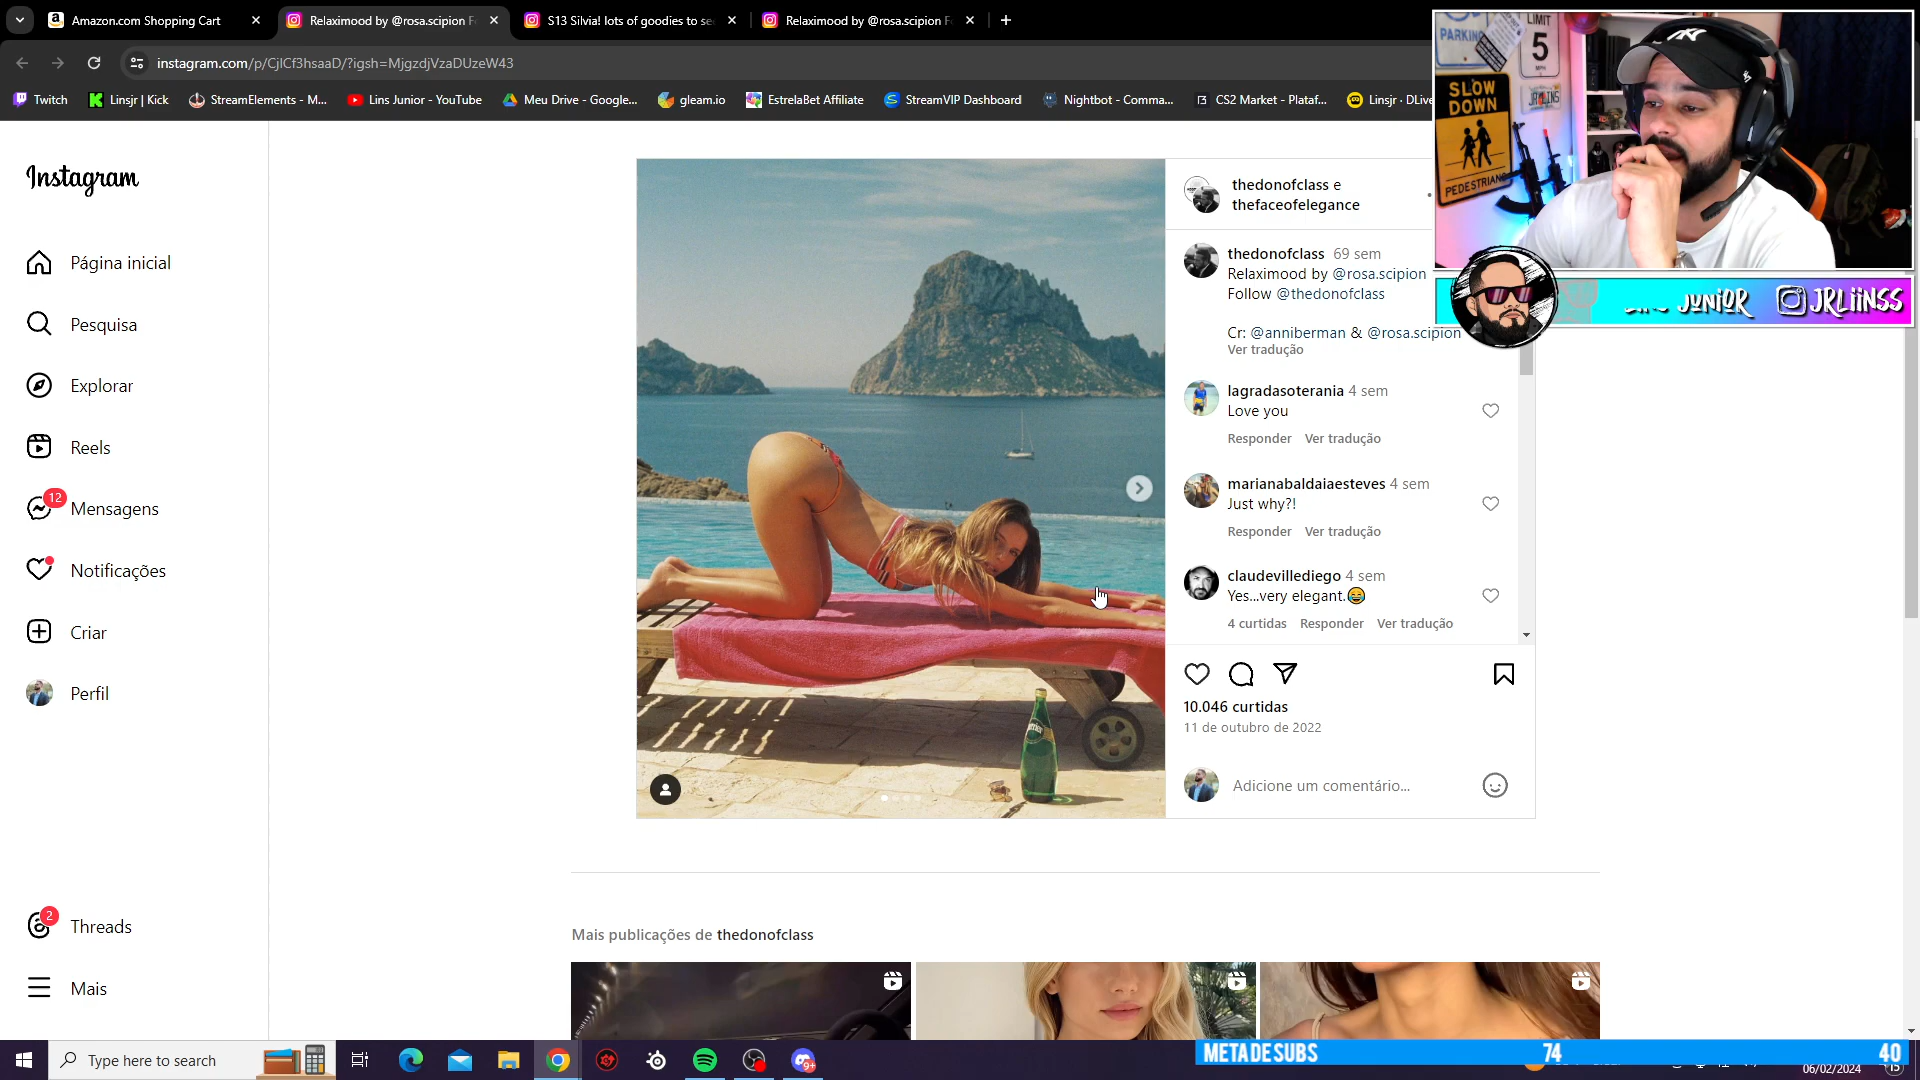 Amazon.com Shopping Cart
Relaximood by @rosa.scipion F
S13 Silvia! lots of goodies to se
Relaximood by @rosa.scipion F
instagram.com/p/CjlCf3hsaaD/?igsh=MjgzdjVzaDUzeW43
Twitch
Linsjr | Kick
StreamElements - M...
Lins Junior - YouTube
Meu Drive - Google...
gleam.io
EstrelaBet Affiliate
StreamVIP Dashboard
Nightbot - Comma...
CS2 Market - Plataf...
Linsjr · DLive
PARKING
LIMIT
5
MPH
SLOW
DOWN
PEDESTRIANS
JUNIOR
JRLIINSS
Instagram
Página inicial
Pesquisa
Explorar
Reels
12
Mensagens
Notificações
Criar
Perfil
2
Threads
Mais
thedonofclass e
thefaceofelegance
thedonofclass 69 sem
Relaximood by @rosa.scipion
Follow @thedonofclass
Cr: @anniberman & @rosa.scipion
Ver tradução
lagradasoterania 4 sem
Love you
Responder Ver tradução
marianabaldaiaesteves 4 sem
Just why?!
Responder Ver tradução
claudevillediego 4 sem
Yes...very elegant.😂
4 curtidas Responder Ver tradução
10.046 curtidas
11 de outubro de 2022
Adicione um comentário...
Mais publicações de thedonofclass
Type here to search
META DE SUBS 74 40
06/02/2024